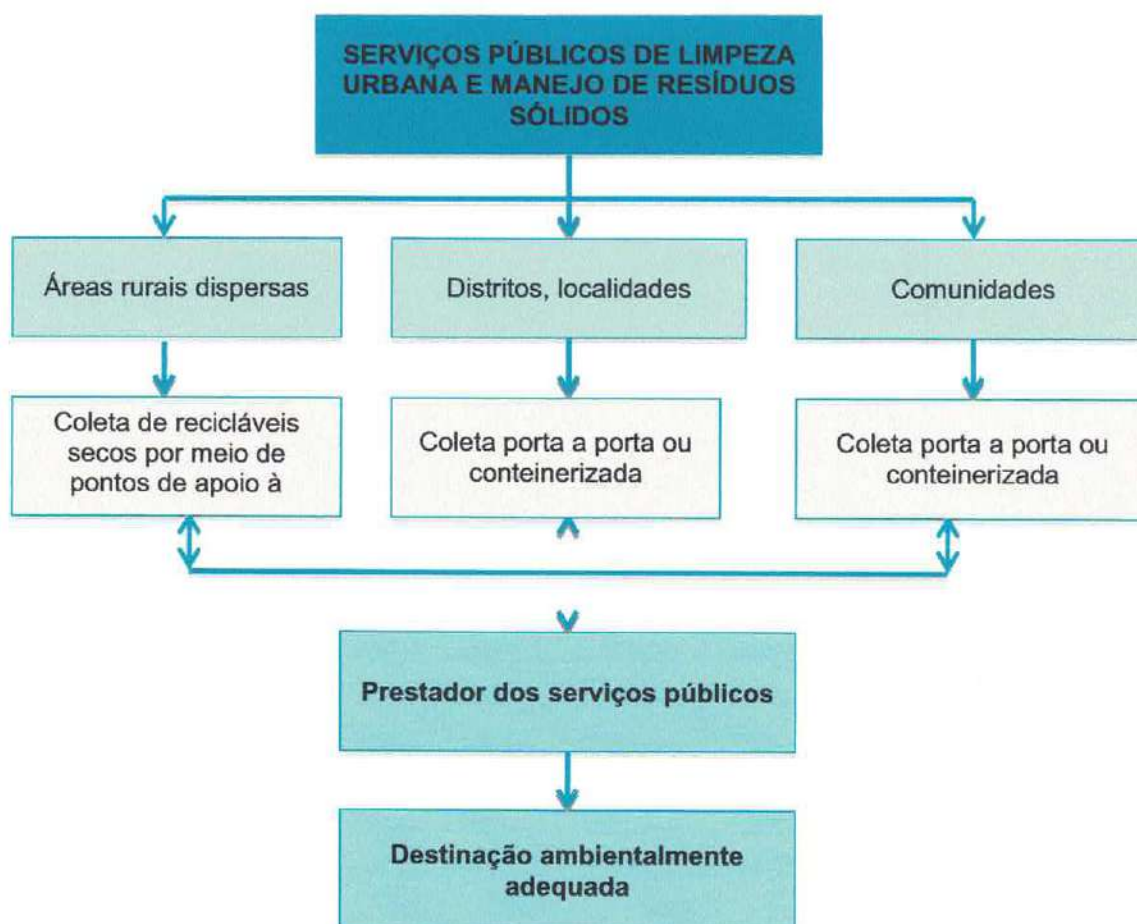 SERVIÇOS PÚBLICOS DE LIMPEZA
URBANA E MANEJO DE RESÍDUOS
SÓLIDOS
Áreas rurais dispersas
Distritos, localidades
Comunidades
Coleta de recicláveis
secos por meio de
pontos de apoio à
Coleta porta a porta ou
conteinerizada
Coleta porta a porta ou
conteinerizada
Prestador dos serviços públicos
Destinação ambientalmente
adequada